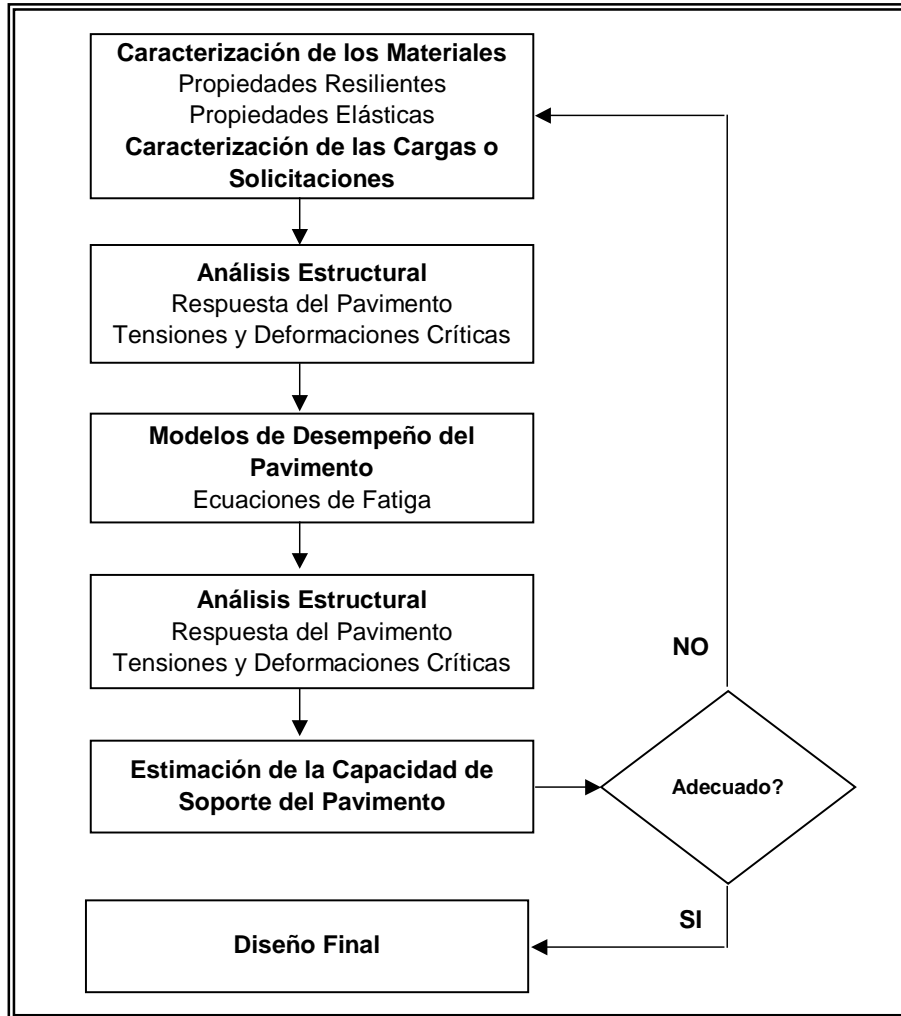 Caracterización de los Materiales
Propiedades Resilientes
Propiedades Elásticas
Caracterización de las Cargas o
Solicitaciones
Análisis Estructural
Respuesta del Pavimento
Tensiones y Deformaciones Críticas
Modelos de Desempeño del
Pavimento
Ecuaciones de Fatiga
Análisis Estructural
Respuesta del Pavimento
Tensiones y Deformaciones Críticas
NO
Estimación de la Capacidad de
Soporte del Pavimento
Adecuado?
SI
Diseño Final